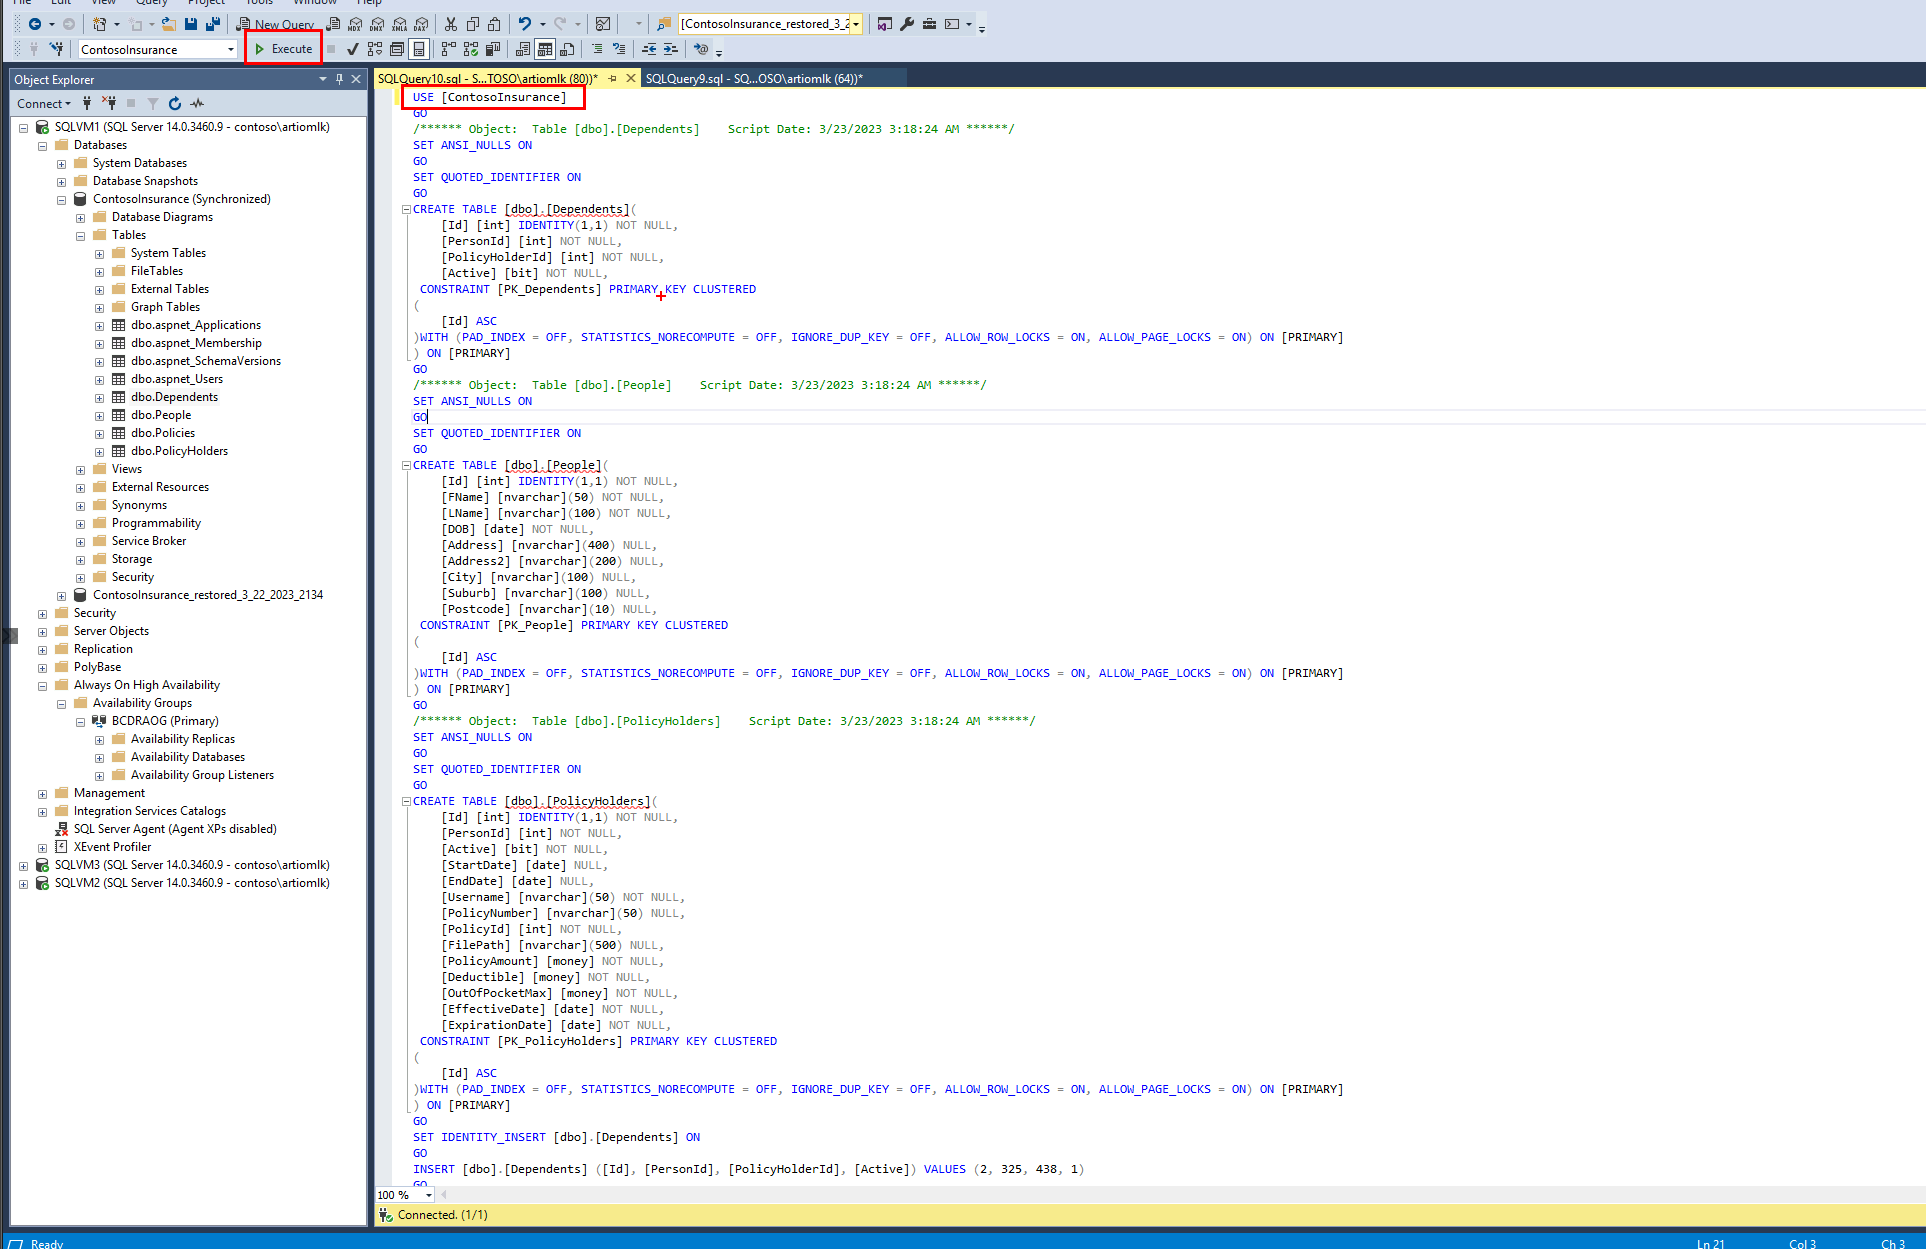 File Edit View Query Project Tools Window Help
New Query MDX DMX XMLA DAX [ContosoInsurance_restored_3_2
ContosoInsurance Execute
Object Explorer
Connect
SQLVM1 (SQL Server 14.0.3460.9 - contoso\artiomlk)
Databases
System Databases
Database Snapshots
ContosoInsurance (Synchronized)
Database Diagrams
Tables
System Tables
FileTables
External Tables
Graph Tables
dbo.aspnet_Applications
dbo.aspnet_Membership
dbo.aspnet_SchemaVersions
dbo.aspnet_Users
dbo.Dependents
dbo.People
dbo.Policies
dbo.PolicyHolders
Views
External Resources
Synonyms
Programmability
Service Broker
Storage
Security
ContosoInsurance_restored_3_22_2023_2134
Security
Server Objects
Replication
PolyBase
Always On High Availability
Availability Groups
BCDRAOG (Primary)
Availability Replicas
Availability Databases
Availability Group Listeners
Management
Integration Services Catalogs
SQL Server Agent (Agent XPs disabled)
XEvent Profiler
SQLVM3 (SQL Server 14.0.3460.9 - contoso\artiomlk)
SQLVM2 (SQL Server 14.0.3460.9 - contoso\artiomlk)
SQLQuery10.sql - S...TOSO\artiomlk (80))* SQLQuery9.sql - SQ...OSO\artiomlk (64))*
USE [ContosoInsurance]
GO
/****** Object:  Table [dbo].[Dependents]    Script Date: 3/23/2023 3:18:24 AM ******/
SET ANSI_NULLS ON
GO
SET QUOTED_IDENTIFIER ON
GO
CREATE TABLE [dbo].[Dependents](
[Id] [int] IDENTITY(1,1) NOT NULL,
[PersonId] [int] NOT NULL,
[PolicyHolderId] [int] NOT NULL,
[Active] [bit] NOT NULL,
CONSTRAINT [PK_Dependents] PRIMARY KEY CLUSTERED
(
[Id] ASC
)WITH (PAD_INDEX = OFF, STATISTICS_NORECOMPUTE = OFF, IGNORE_DUP_KEY = OFF, ALLOW_ROW_LOCKS = ON, ALLOW_PAGE_LOCKS = ON) ON [PRIMARY]
) ON [PRIMARY]
GO
/****** Object:  Table [dbo].[People]    Script Date: 3/23/2023 3:18:24 AM ******/
SET ANSI_NULLS ON
GO
SET QUOTED_IDENTIFIER ON
GO
CREATE TABLE [dbo].[People](
[Id] [int] IDENTITY(1,1) NOT NULL,
[FName] [nvarchar](50) NOT NULL,
[LName] [nvarchar](100) NOT NULL,
[DOB] [date] NOT NULL,
[Address] [nvarchar](400) NULL,
[Address2] [nvarchar](200) NULL,
[City] [nvarchar](100) NULL,
[Suburb] [nvarchar](100) NULL,
[Postcode] [nvarchar](10) NULL,
CONSTRAINT [PK_People] PRIMARY KEY CLUSTERED
(
[Id] ASC
)WITH (PAD_INDEX = OFF, STATISTICS_NORECOMPUTE = OFF, IGNORE_DUP_KEY = OFF, ALLOW_ROW_LOCKS = ON, ALLOW_PAGE_LOCKS = ON) ON [PRIMARY]
) ON [PRIMARY]
GO
/****** Object:  Table [dbo].[PolicyHolders]    Script Date: 3/23/2023 3:18:24 AM ******/
SET ANSI_NULLS ON
GO
SET QUOTED_IDENTIFIER ON
GO
CREATE TABLE [dbo].[PolicyHolders](
[Id] [int] IDENTITY(1,1) NOT NULL,
[PersonId] [int] NOT NULL,
[Active] [bit] NOT NULL,
[StartDate] [date] NULL,
[EndDate] [date] NULL,
[Username] [nvarchar](50) NOT NULL,
[PolicyNumber] [nvarchar](50) NULL,
[PolicyId] [int] NOT NULL,
[FilePath] [nvarchar](500) NULL,
[PolicyAmount] [money] NOT NULL,
[Deductible] [money] NOT NULL,
[OutOfPocketMax] [money] NOT NULL,
[EffectiveDate] [date] NOT NULL,
[ExpirationDate] [date] NOT NULL,
CONSTRAINT [PK_PolicyHolders] PRIMARY KEY CLUSTERED
(
[Id] ASC
)WITH (PAD_INDEX = OFF, STATISTICS_NORECOMPUTE = OFF, IGNORE_DUP_KEY = OFF, ALLOW_ROW_LOCKS = ON, ALLOW_PAGE_LOCKS = ON) ON [PRIMARY]
) ON [PRIMARY]
GO
SET IDENTITY_INSERT [dbo].[Dependents] ON
GO
INSERT [dbo].[Dependents] ([Id], [PersonId], [PolicyHolderId], [Active]) VALUES (2, 325, 438, 1)
GO
100 %
Connected. (1/1)
Ready Ln 21 Col 3 Ch 3